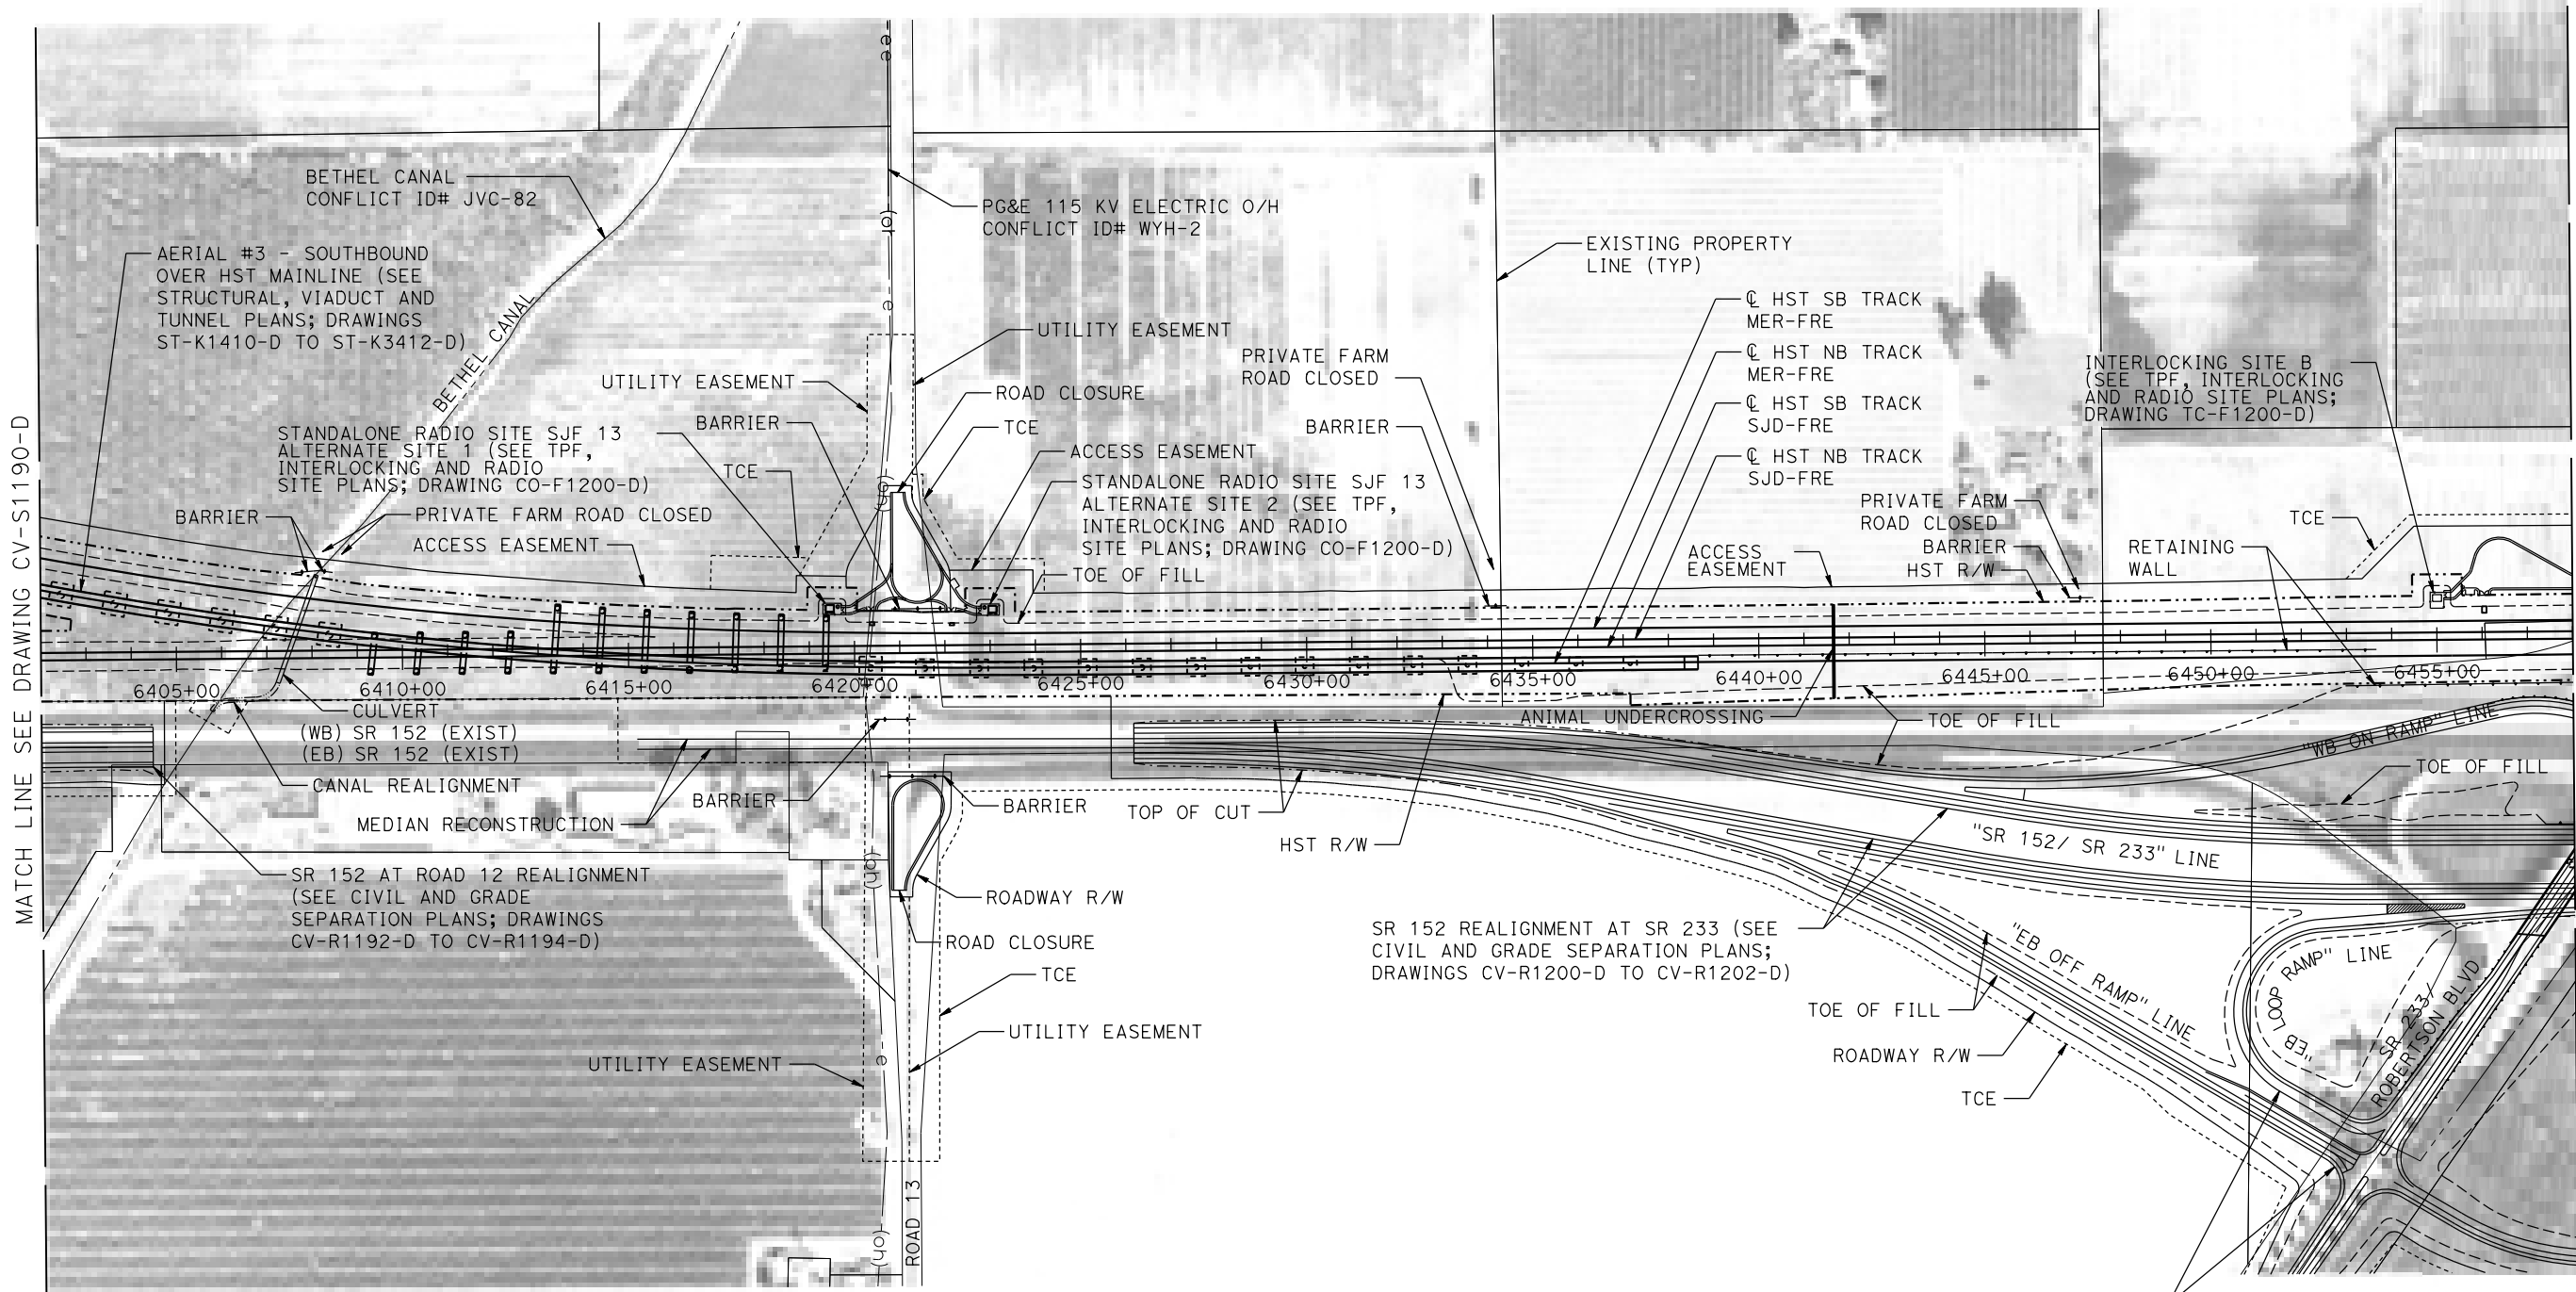 MATCH LINE SEE DRAWING CV-S1190-D
BETHEL CANAL
CONFLICT ID# JVC-82
AERIAL #3 - SOUTHBOUND
OVER HST MAINLINE (SEE
STRUCTURAL, VIADUCT AND
TUNNEL PLANS; DRAWINGS
ST-K1410-D TO ST-K3412-D)
BETHEL CANAL
PG&E 115 KV ELECTRIC O/H
CONFLICT ID# WYH-2
e
e
e
UTILITY EASEMENT
UTILITY EASEMENT
ROAD CLOSURE
BARRIER
TCE
TCE
ACCESS EASEMENT
STANDALONE RADIO SITE SJF 13
ALTERNATE SITE 1 (SEE TPF,
INTERLOCKING AND RADIO
SITE PLANS; DRAWING CO-F1200-D)
STANDALONE RADIO SITE SJF 13
ALTERNATE SITE 2 (SEE TPF,
INTERLOCKING AND RADIO
SITE PLANS; DRAWING CO-F1200-D)
TOE OF FILL
BARRIER
PRIVATE FARM ROAD CLOSED
ACCESS EASEMENT
EXISTING PROPERTY
LINE (TYP)
PRIVATE FARM
ROAD CLOSED
BARRIER
℄ HST SB TRACK
MER-FRE
℄ HST NB TRACK
MER-FRE
℄ HST SB TRACK
SJD-FRE
℄ HST NB TRACK
SJD-FRE
INTERLOCKING SITE B
(SEE TPF, INTERLOCKING
AND RADIO SITE PLANS;
DRAWING TC-F1200-D)
PRIVATE FARM
ROAD CLOSED
BARRIER
HST R/W
ACCESS
EASEMENT
RETAINING
WALL
TCE
6405+00
6410+00
6415+00
6420+00
6425+00
6430+00
6435+00
6440+00
6445+00
6450+00
6455+00
CULVERT
(WB) SR 152 (EXIST)
(EB) SR 152 (EXIST)
CANAL REALIGNMENT
MEDIAN RECONSTRUCTION
BARRIER
BARRIER
TOP OF CUT
HST R/W
ANIMAL UNDERCROSSING
TOE OF FILL
"WB ON RAMP" LINE
TOE OF FILL
"SR 152/ SR 233" LINE
SR 152 AT ROAD 12 REALIGNMENT
(SEE CIVIL AND GRADE
SEPARATION PLANS; DRAWINGS
CV-R1192-D TO CV-R1194-D)
ROADWAY R/W
ROAD CLOSURE
TCE
UTILITY EASEMENT
UTILITY EASEMENT
(oh)
e
(oh)
ROAD 13
SR 152 REALIGNMENT AT SR 233 (SEE
CIVIL AND GRADE SEPARATION PLANS;
DRAWINGS CV-R1200-D TO CV-R1202-D)
"EB OFF RAMP" LINE
TOE OF FILL
ROADWAY R/W
TCE
"EB LOOP RAMP" LINE
SR 233/
ROBERTSON BLVD